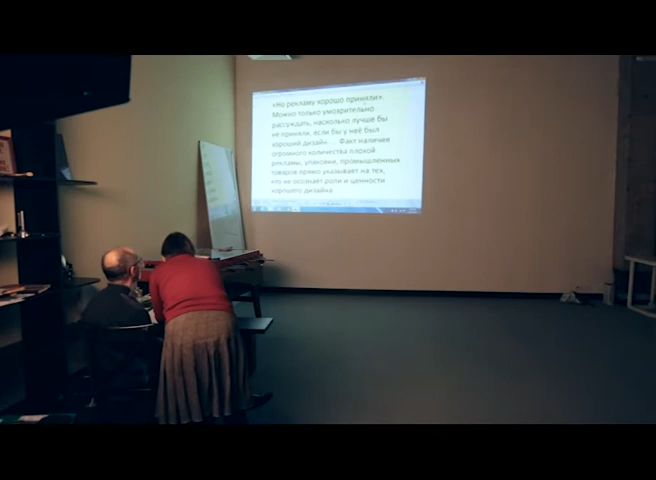 «Но рекламу хорошо приняли».
Можно только умозрительно
рассуждать, насколько лучше бы
не приняли, если бы у неё был
хороший дизайн ... Факт наличия
огромного количества плохой
рекламы, упаковки, промышленных
товаров прямо указывает на тех,
кто не осознает роли и ценности
хорошего дизайна